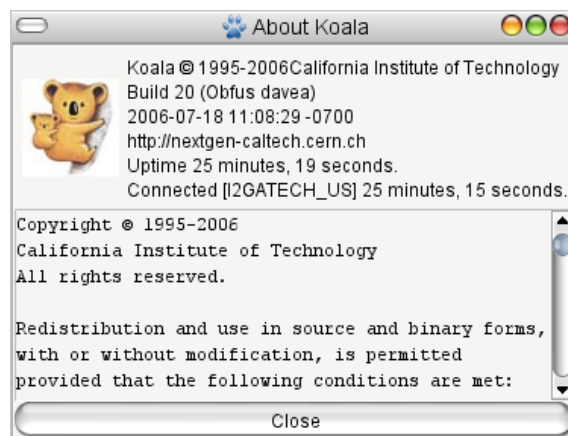 About Koala
Koala © 1995-2006California Institute of Technology
Build 20 (Obfus davea)
2006-07-18 11:08:29 -0700
http://nextgen-caltech.cern.ch
Uptime 25 minutes, 19 seconds.
Connected [I2GATECH_US] 25 minutes, 15 seconds.
Copyright © 1995-2006
California Institute of Technology
All rights reserved.
Redistribution and use in source and binary forms,
with or without modification, is permitted
provided that the following conditions are met:
Close